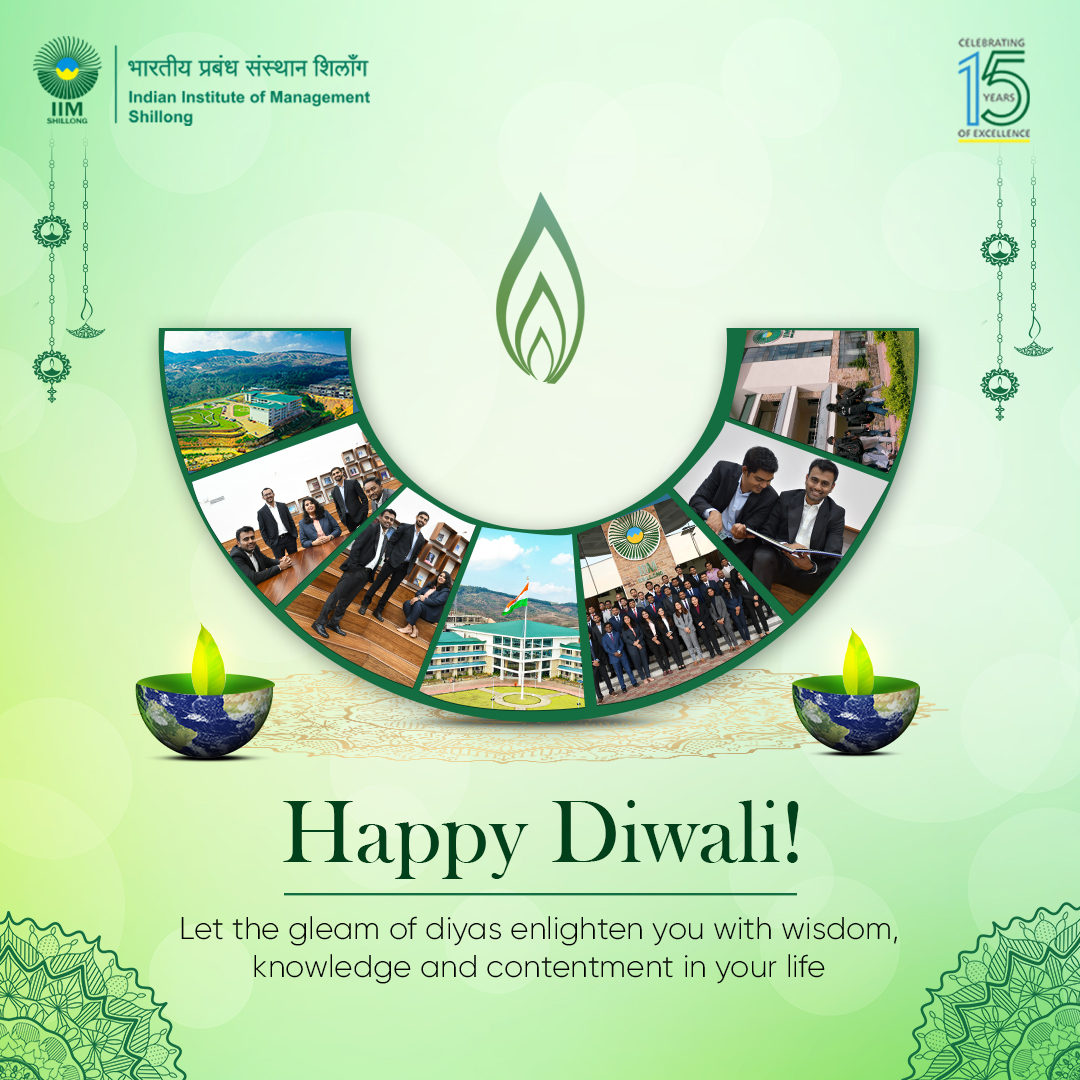 भारतीय प्रबंध संस्थान शिलाँग
Indian Institute of Management
Shillong
IIM
SHILLONG
CELEBRATING
15
YEARS
OF EXCELLENCE
Happy Diwali!
Let the gleam of diyas enlighten you with wisdom,
knowledge and contentment in your life